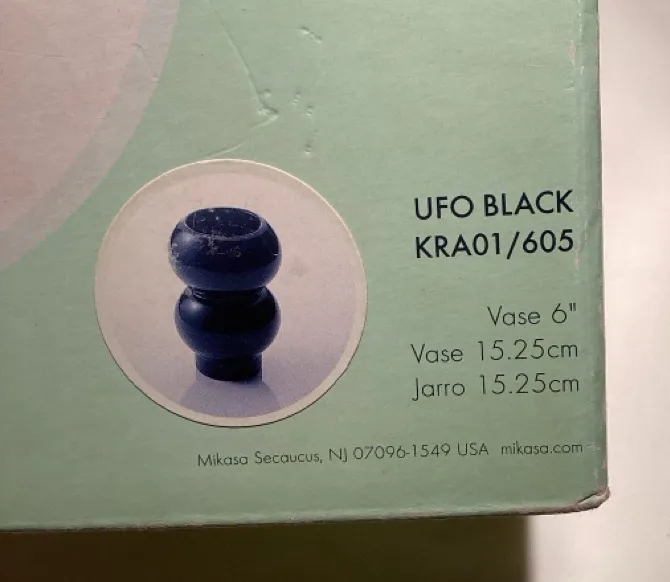 UFO BLACK
KRA01/605
Vase 6"
Vase 15.25cm
Jarro 15.25cm
Mikasa Secaucus, NJ 07096-1549 USA mikasa.com